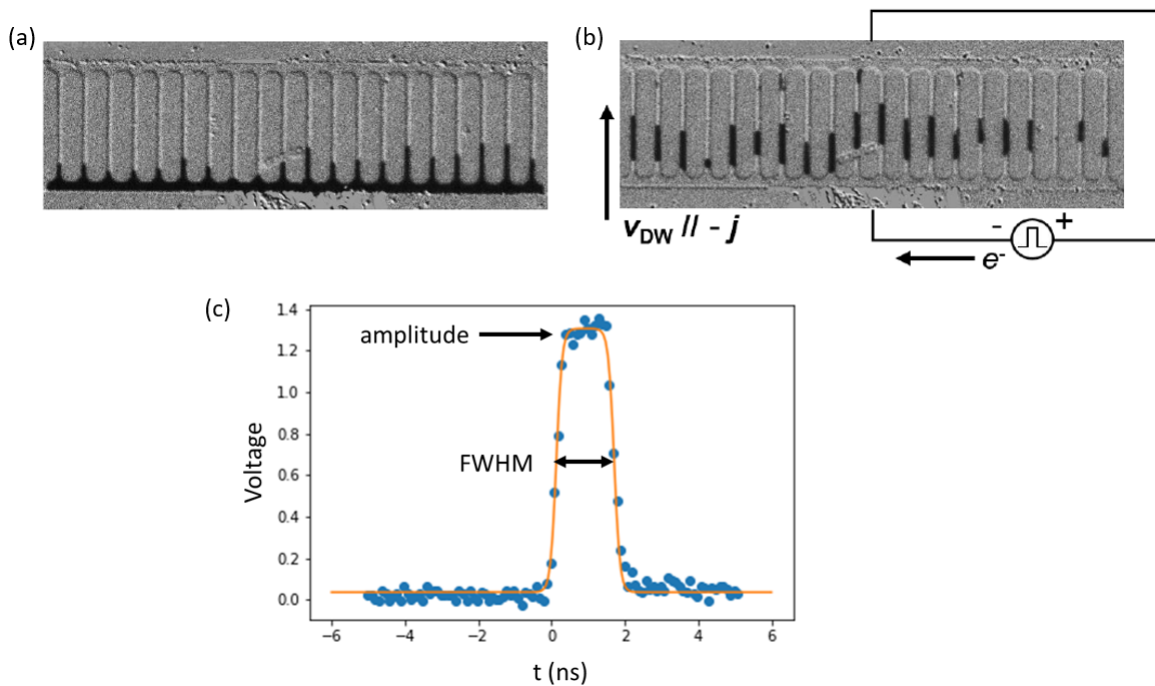 (a)
(b)
v_DW // - j
- +
e-
(c)
amplitude
FWHM
Voltage
1.4
1.2
1.0
0.8
0.6
0.4
0.2
0.0
−6 −4 −2 0 2 4 6
t (ns)